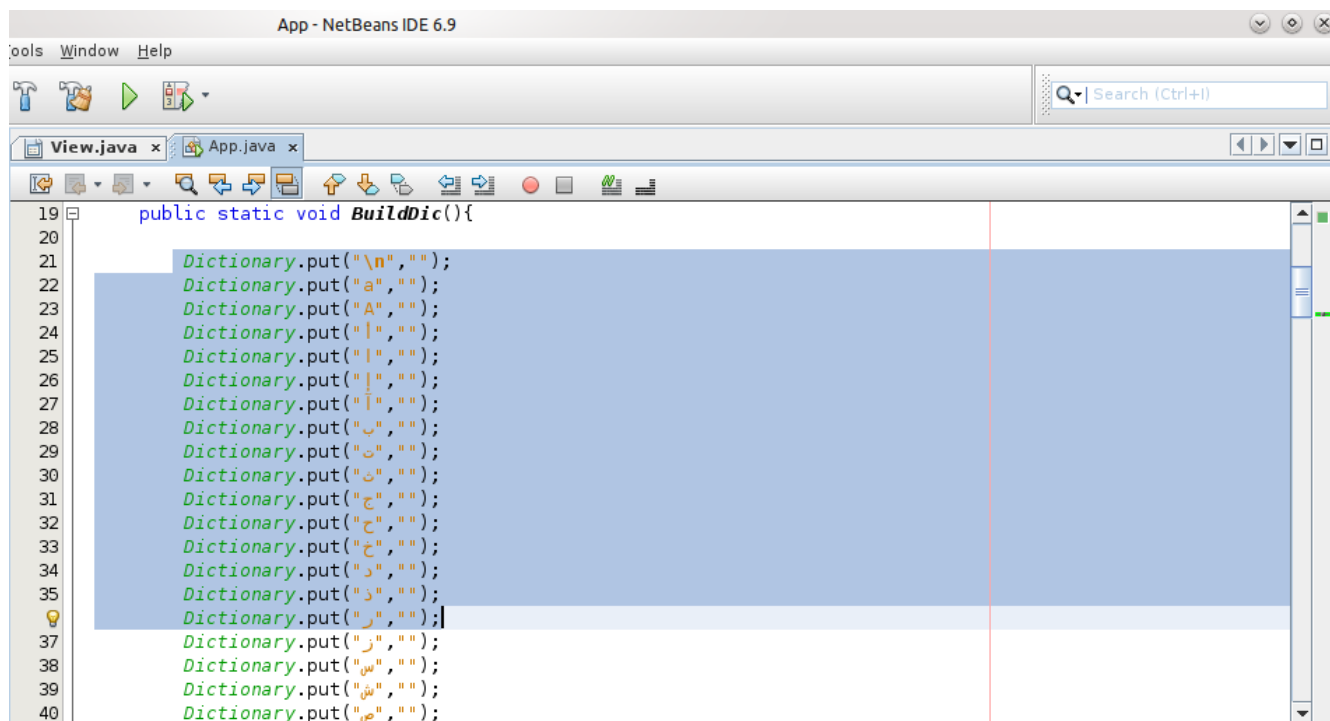 App - NetBeans IDE 6.9
ools Window Help
Search (Ctrl+I)
View.java x App.java x
19 public static void BuildDic(){
20
21 Dictionary.put("\n","");
22 Dictionary.put("a","");
23 Dictionary.put("A","");
24 Dictionary.put("أ","");
25 Dictionary.put("ا","");
26 Dictionary.put("إ","");
27 Dictionary.put("آ","");
28 Dictionary.put("ب","");
29 Dictionary.put("ت","");
30 Dictionary.put("ث","");
31 Dictionary.put("ج","");
32 Dictionary.put("ح","");
33 Dictionary.put("خ","");
34 Dictionary.put("د","");
35 Dictionary.put("ذ","");
Dictionary.put("ر","");
37 Dictionary.put("ز","");
38 Dictionary.put("س","");
39 Dictionary.put("ش","");
40 Dictionary.put("ص","");